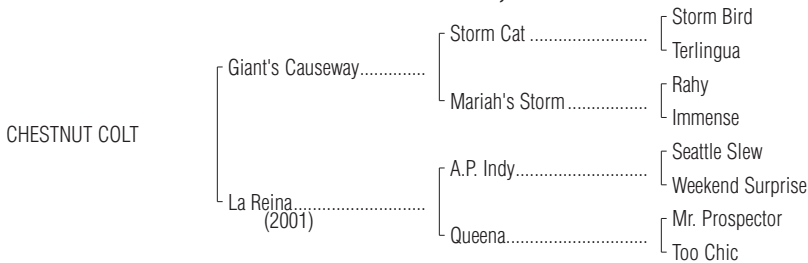 Storm Bird
Storm Cat ........................
Terlingua
Giant's Causeway..............
Rahy
Mariah's Storm .................
Immense
CHESTNUT COLT
Seattle Slew
A.P. Indy...........................
Weekend Surprise
La Reina............................
(2001)
Mr. Prospector
Queena.............................
Too Chic